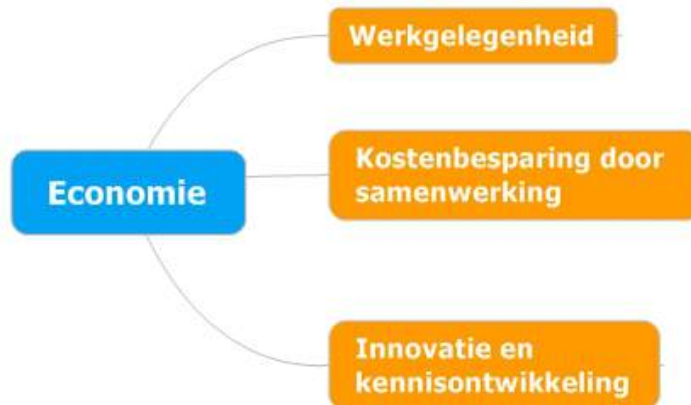 Werkgelegenheid
Economie
Kostenbesparing door
samenwerking
Innovatie en
kennisontwikkeling